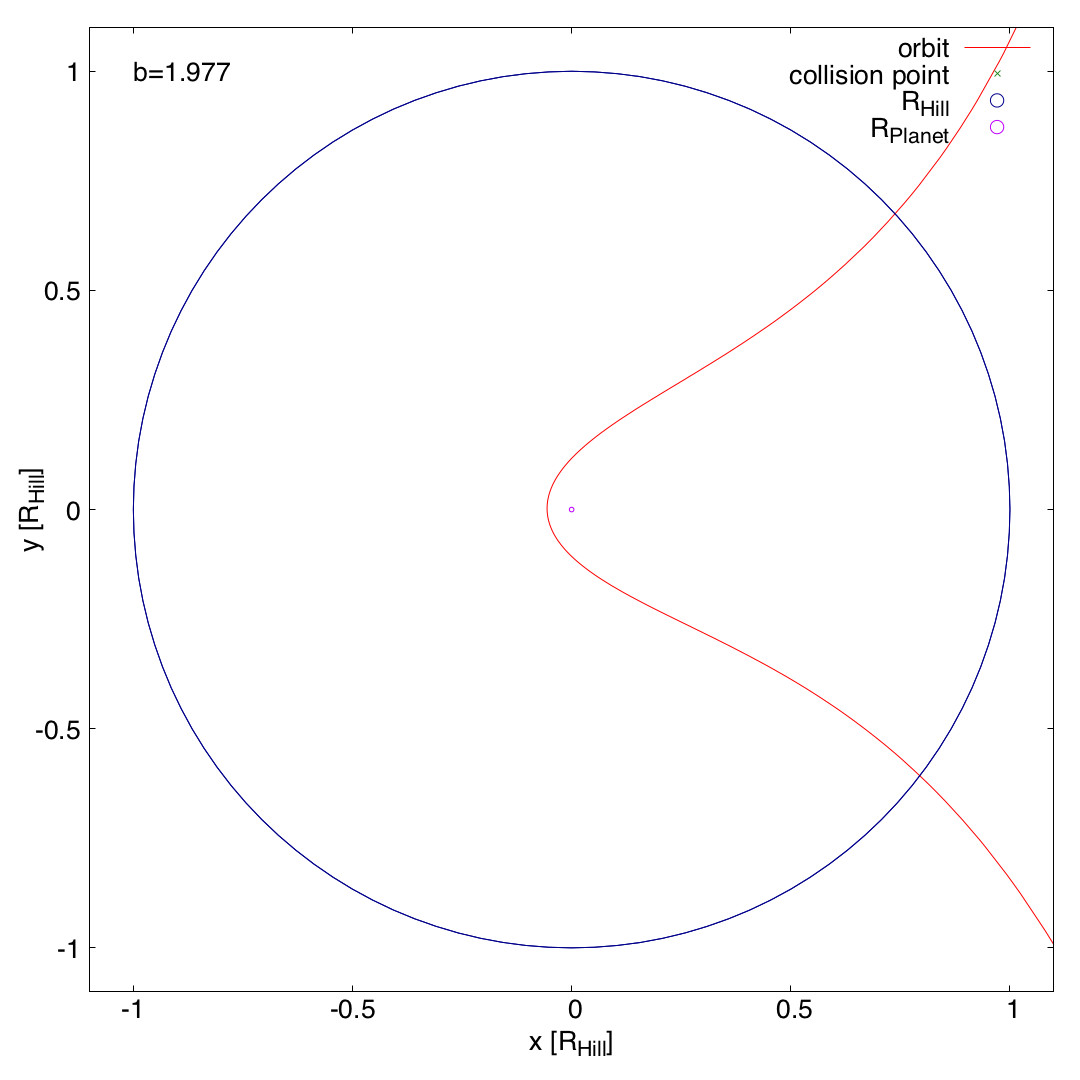 b=1.977
orbit
collision point
R_Hill
R_Planet
1
0.5
0
-0.5
-1
y [R_Hill]
-1 -0.5 0 0.5 1
x [R_Hill]